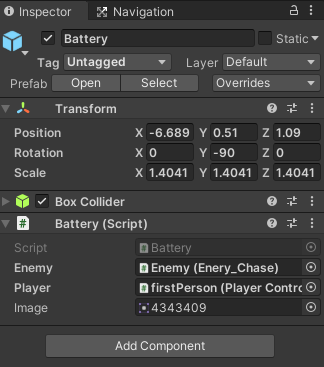 Inspector Navigation
Battery Static
Tag Untagged Layer Default
Prefab Open Select Overrides
Transform
Position X -6.689 Y 0.51 Z 1.09
Rotation X 0 Y -90 Z 0
Scale X 1.4041 Y 1.4041 Z 1.4041
Box Collider
# Battery (Script)
Script # Battery
Enemy # Enemy (Enery_Chase)
Player # firstPerson (Player Contro
Image 4343409
Add Component